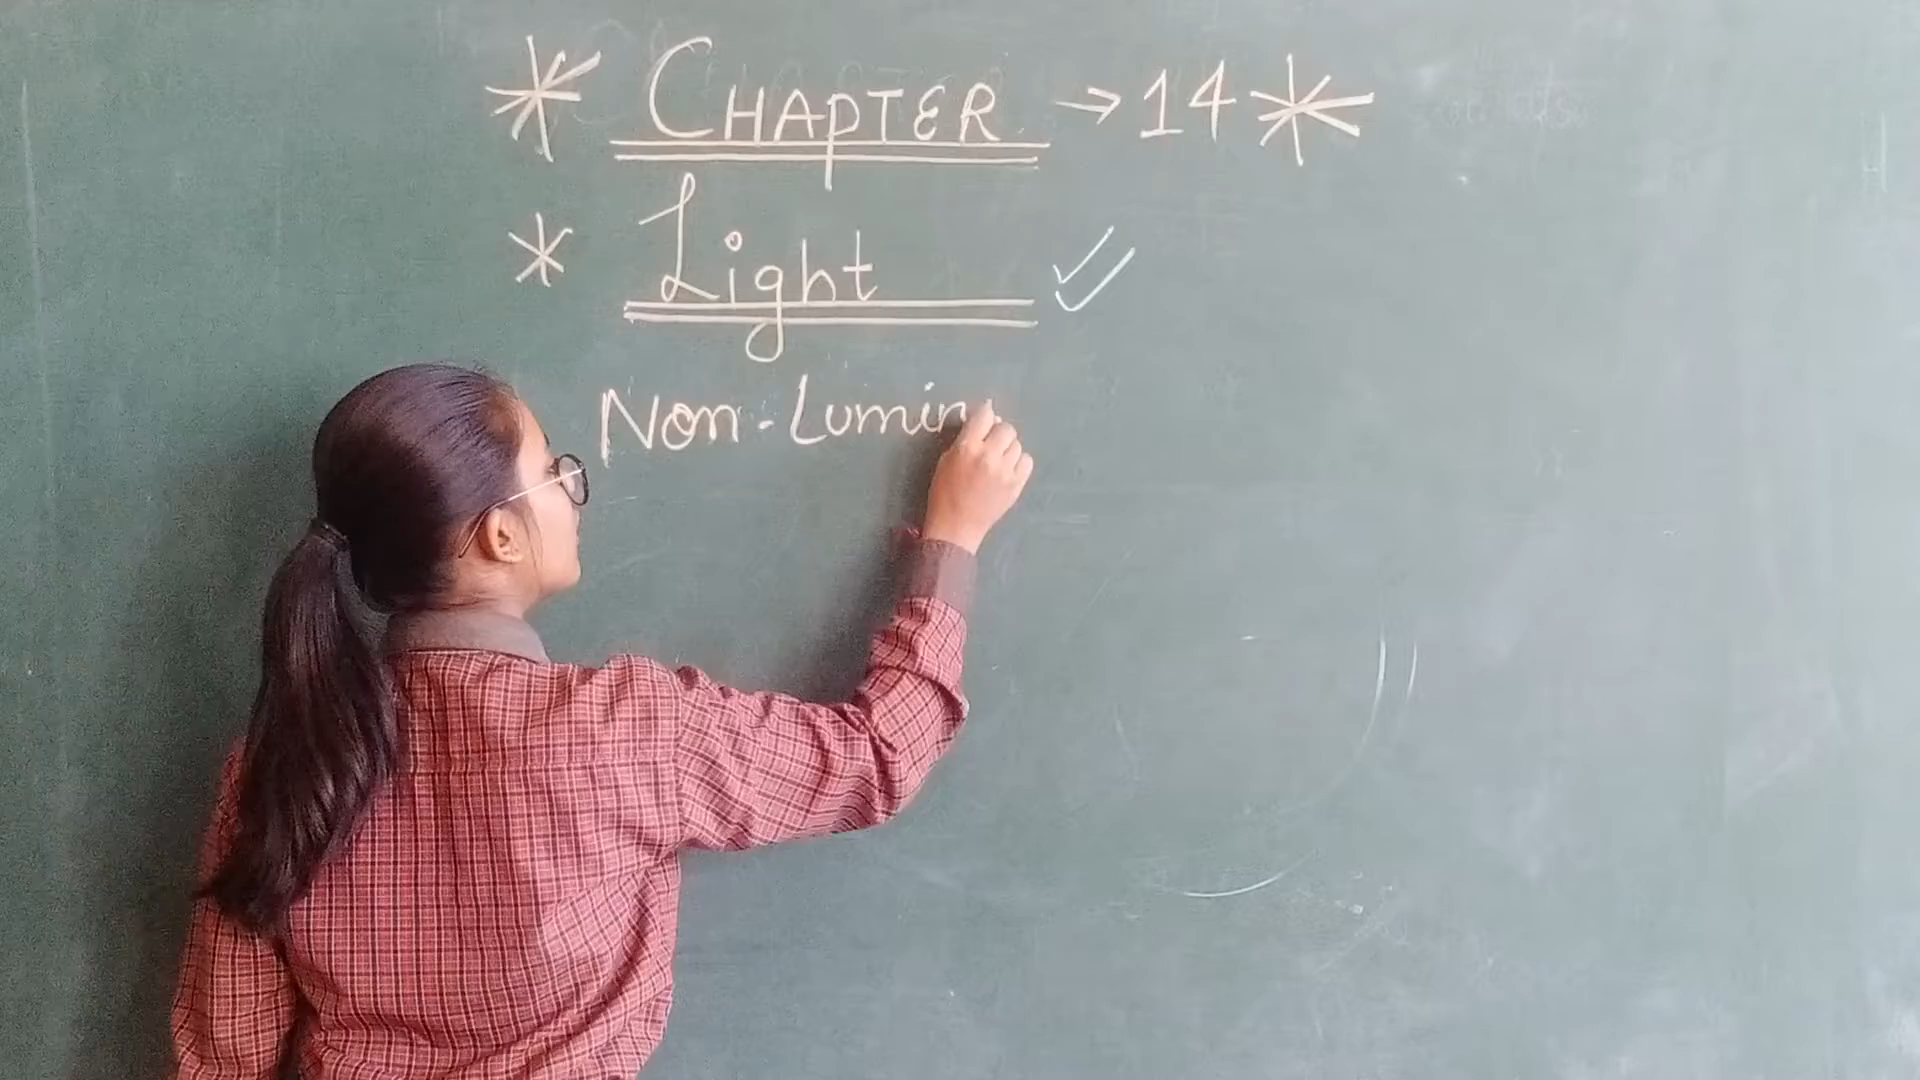 * CHAPTER → 14 *
* Light ✓✓
Non-Lumin